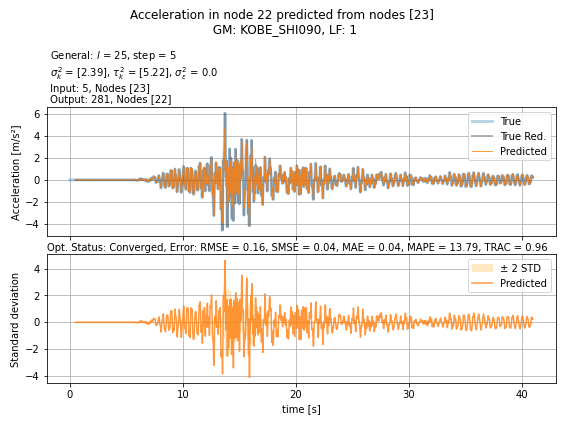 Acceleration in node 22 predicted from nodes [23]
GM: KOBE_SHI090, LF: 1
General: l = 25, step = 5
σ²ₖ = [2.39], τ²ₖ = [5.22], σ²ε = 0.0
Input: 5, Nodes [23]
Output: 281, Nodes [22]
Acceleration [m/s²]
6
4
2
0
−2
−4
True
True Red.
Predicted
Opt. Status: Converged, Error: RMSE = 0.16, SMSE = 0.04, MAE = 0.04, MAPE = 13.79, TRAC = 0.96
Standard deviation
4
2
0
−2
−4
± 2 STD
Predicted
0
10
20
30
40
time [s]